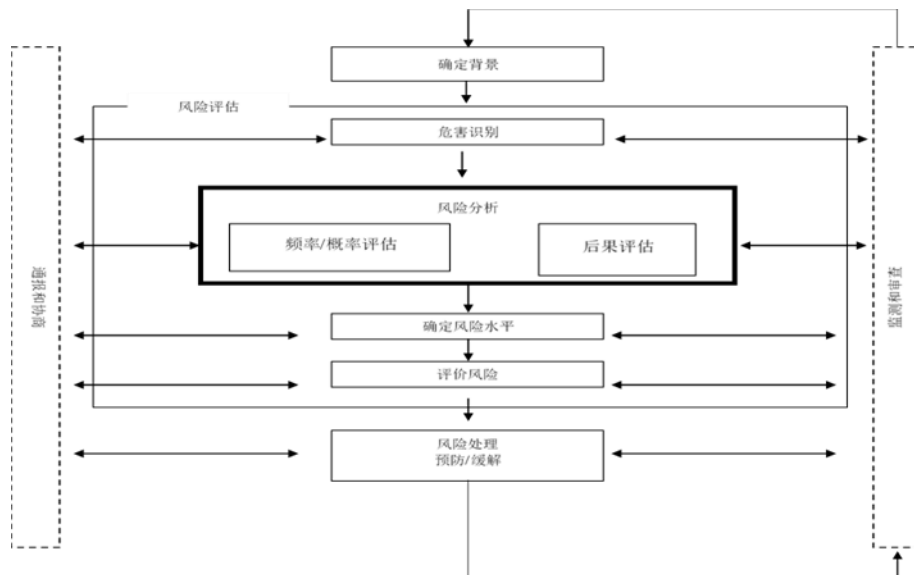 确定背景
风险评估
危害识别
风险分析
频率/概率评估
后果评估
通报和协商
监测和审查
确定风险水平
评价风险
风险处理
预防/缓解